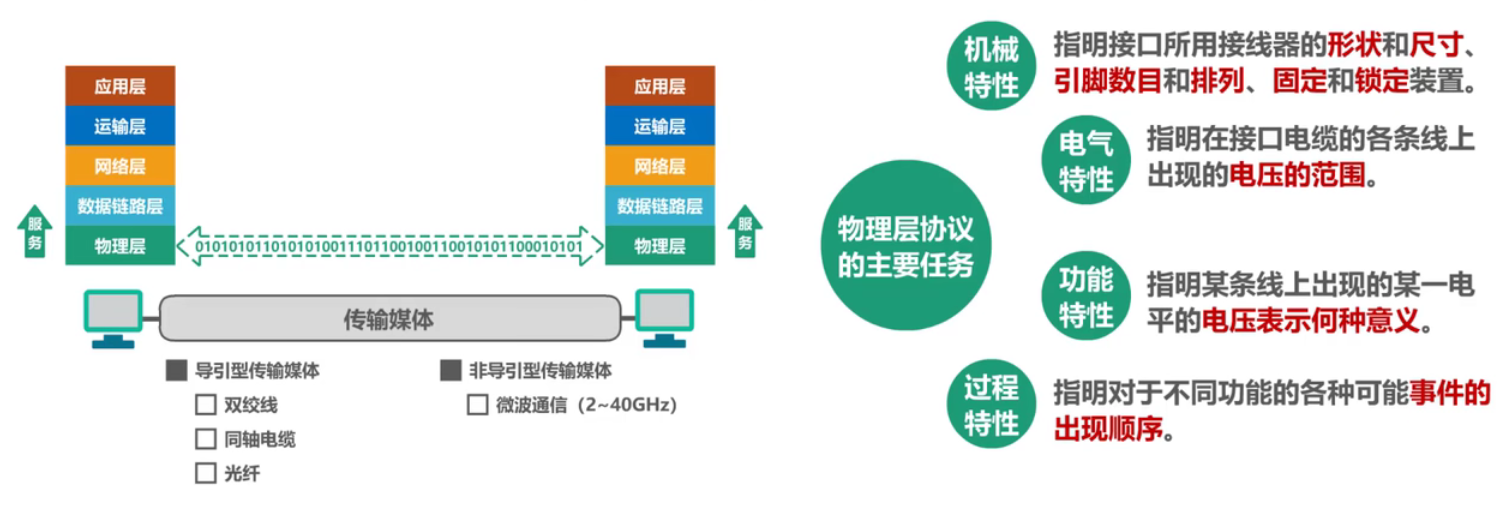 应用层
运输层
网络层
数据链路层
物理层
服务
应用层
运输层
网络层
数据链路层
物理层
服务
传输媒体
导引型传输媒体
双绞线
同轴电缆
光纤
非导引型传输媒体
微波通信（2~40GHz）
物理层协议
的主要任务
机械
特性
指明接口所用接线器的形状和尺寸、
引脚数目和排列、固定和锁定装置。
电气
特性
指明在接口电缆的各条线上
出现的电压的范围。
功能
特性
指明某条线上出现的某一电
平的电压表示何种意义。
过程
特性
指明对于不同功能的各种可能事件的
出现顺序。